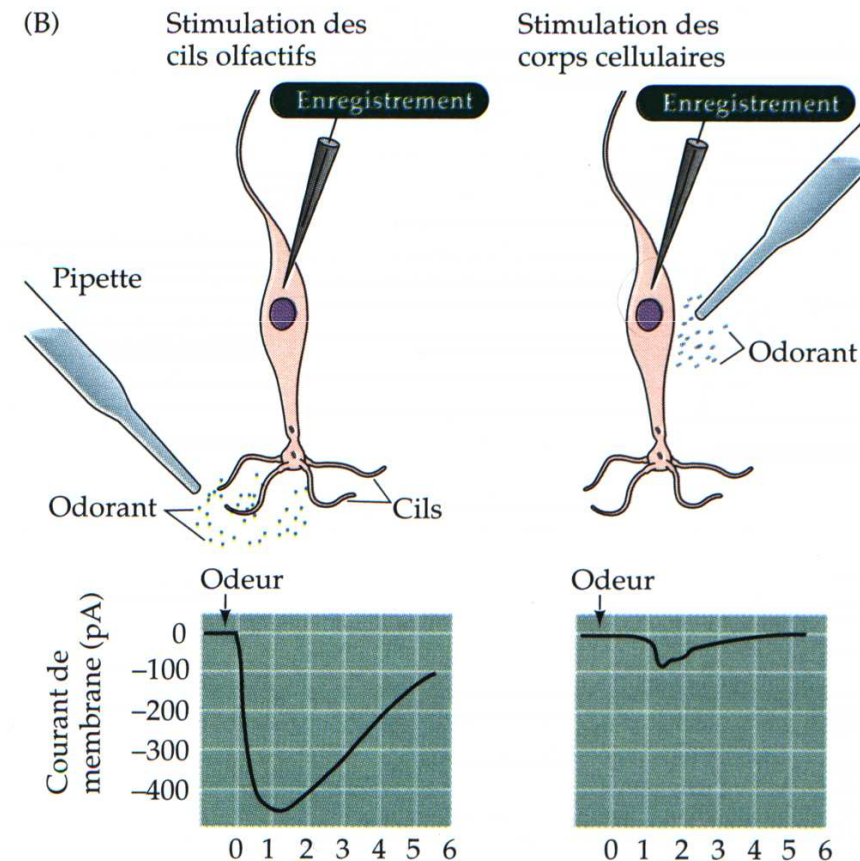 (B)
Stimulation des
cils olfactifs
Enregistrement
Pipette
Odorant
Cils
Odeur
Courant de
membrane (pA)
0
–100
–200
–300
–400
0 1 2 3 4 5 6
Stimulation des
corps cellulaires
Enregistrement
Odorant
Odeur
0 1 2 3 4 5 6